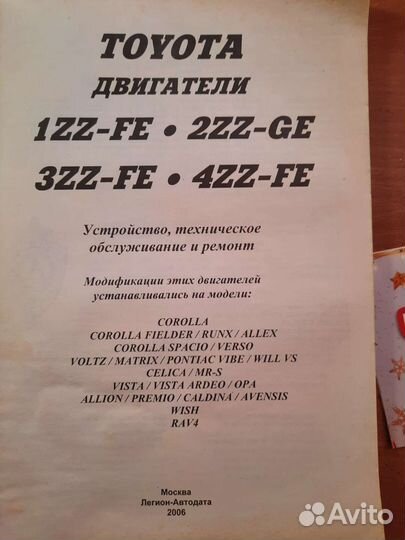 TOYOTA
ДВИГАТЕЛИ
1ZZ-FE • 2ZZ-GE
3ZZ-FE • 4ZZ-FE
Устройство, техническое
обслуживание и ремонт
Модификации этих двигателей
устанавливались на модели:
COROLLA
COROLLA FIELDER / RUNX / ALLEX
COROLLA SPACIO / VERSO
VOLTZ / MATRIX / PONTIAC VIBE / WILL VS
CELICA / MR-S
VISTA / VISTA ARDEO / OPA
ALLION / PREMIO / CALDINA / AVENSIS
WISH
RAV4
Москва
Легион-Автодата
2006
Avito